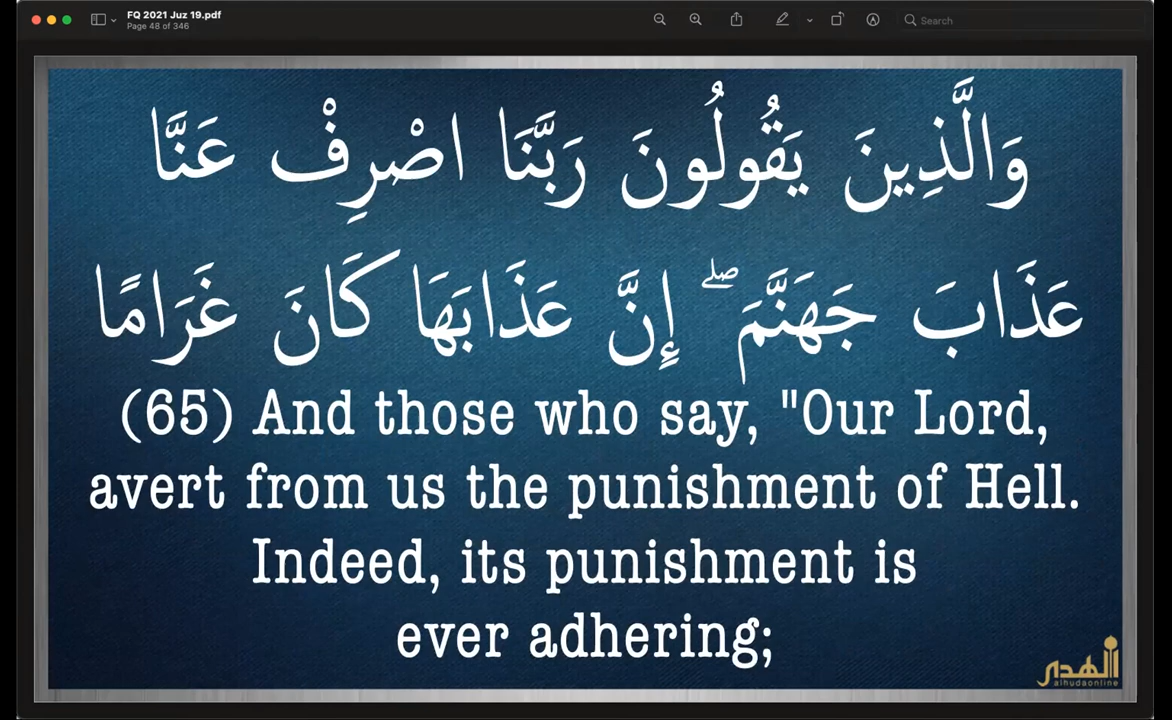 FQ 2021 Juz 19.pdf
Page 48 of 346
Search
وَالَّذِينَ يَقُولُونَ رَبَّنَا اصْرِفْ عَنَّا
عَذَابَ جَهَنَّمَ ۖ إِنَّ عَذَابَهَا كَانَ غَرَامًا
(65) And those who say, "Our Lord,
avert from us the punishment of Hell.
Indeed, its punishment is
ever adhering;
الهدى
alhudaonline